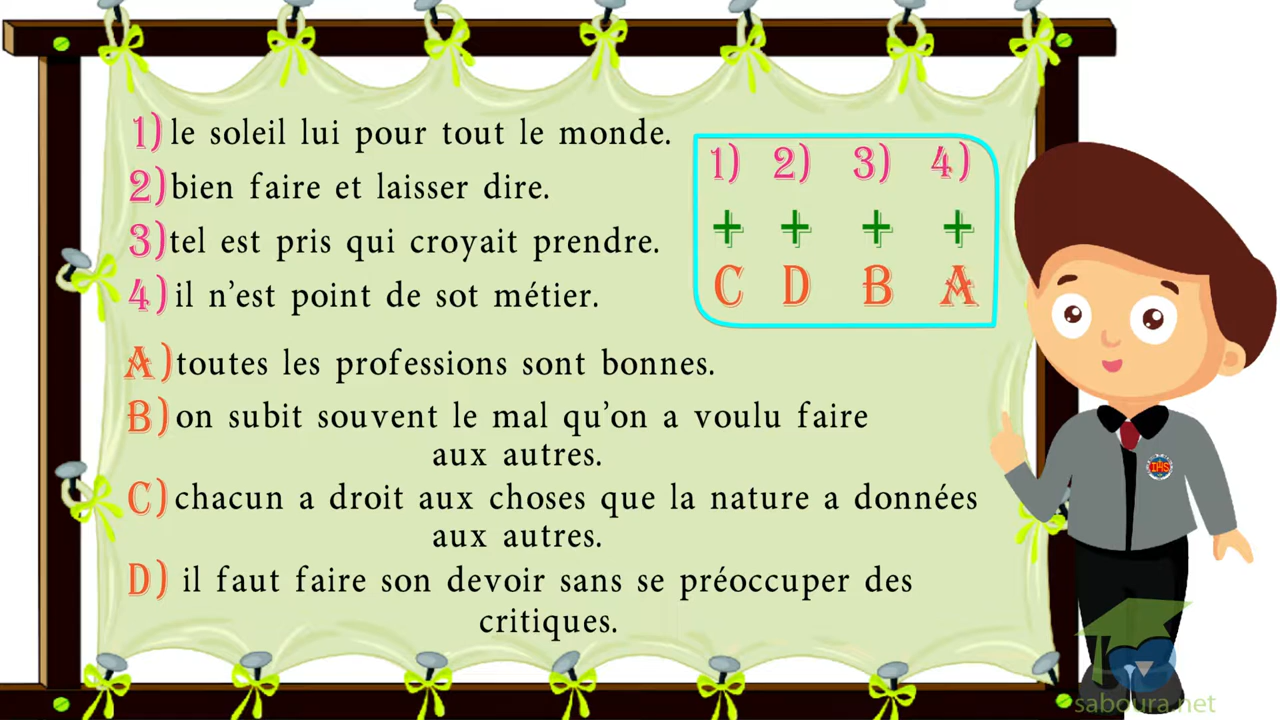 1) le soleil lui pour tout le monde.
2) bien faire et laisser dire.
3) tel est pris qui croyait prendre.
4) il n’est point de sot métier.
1) 2) 3) 4)
+ + + +
C D B A
A) toutes les professions sont bonnes.
B) on subit souvent le mal qu’on a voulu faire
aux autres.
C) chacun a droit aux choses que la nature a données
aux autres.
D) il faut faire son devoir sans se préoccuper des
critiques.
saboura.net